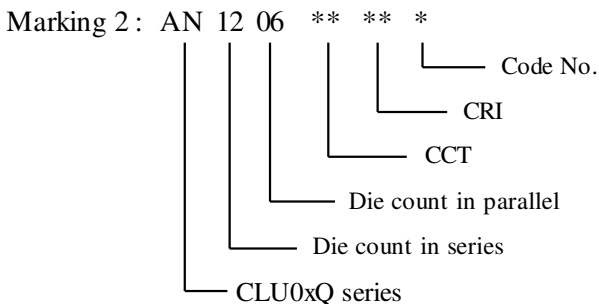 Marking 2 : AN 12 06 ** ** *
Code No.
CRI
CCT
Die count in parallel
Die count in series
CLU0xQ series